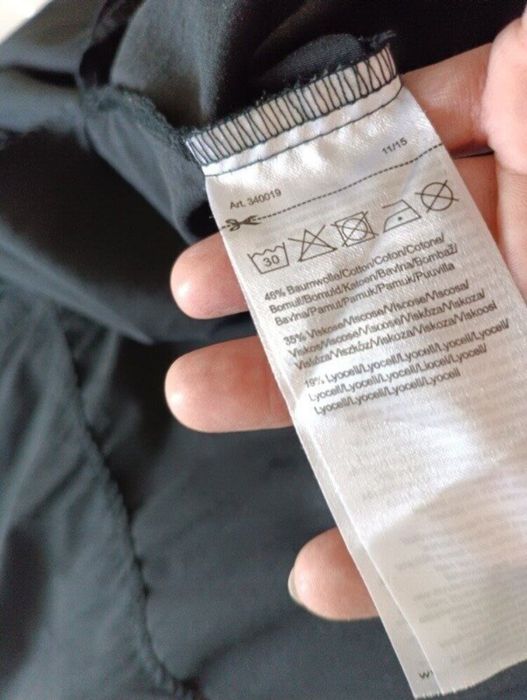 Art. 340019
11/15
30
46% Baumwolle/Cotton/Coton/Cotone/
Bomull/Bomuld/Katoen/Bavlna/Bombaž/
Bavlna/Pamut/Pamuk/Pamuk/Puuvilla
35% Viskose/Viscose/Viscose/Viscosa/
Viskos/Viscose/Viscose/Viskóza/Viskoza/
Viskóza/Viszkóz/Viskoza/Viskoza/Viskoosi
19% Lyocell/Lyocell/Lyocell/Lyocell/Lyocell/
Lyocell/Lyocell/Lyocell/Liocel/Lyocell/
Lyocell/Lyocell/Lyocell/Lyocell
W